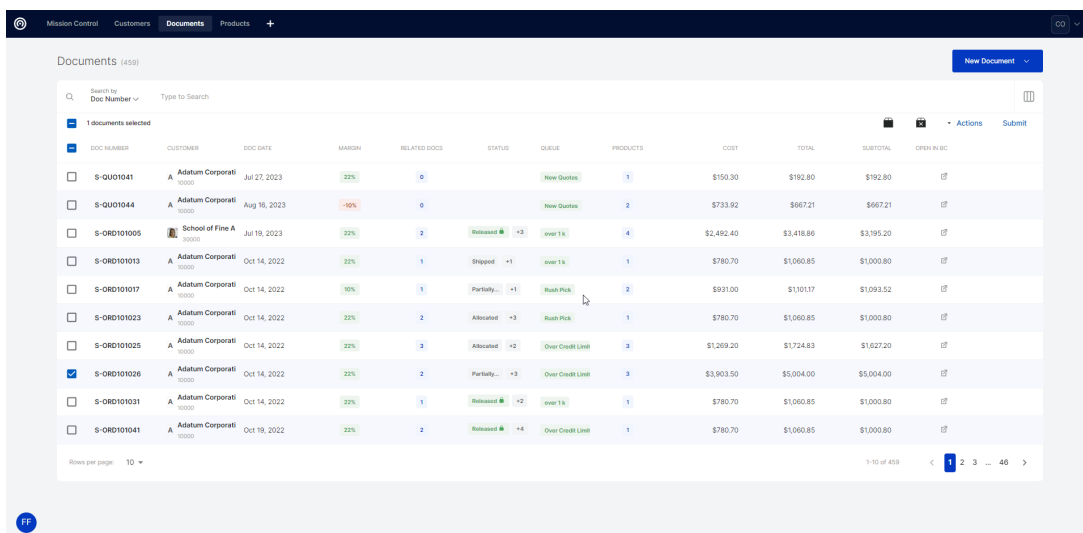 Mission Control Customers Documents Products + CO
Documents (459) New Document
Search by
Doc Number Type to Search
1 documents selected Actions Submit
DOC NUMBER CUSTOMER DOC DATE MARGIN RELATED DOCS STATUS QUEUE PRODUCTS COST TOTAL SUBTOTAL OPEN IN BC
S-QUO1041 A Adatum Corporati 10000 Jul 27, 2023 22% 0 New Quotes 1 $150.30 $192.80 $192.80
S-QUO1044 A Adatum Corporati 10000 Aug 16, 2023 -10% 0 New Quotes 2 $733.92 $667.21 $667.21
S-ORD101005 School of Fine A 30000 Jul 19, 2023 22% 2 Released +3 over 1 k 4 $2,492.40 $3,418.86 $3,195.20
S-ORD101013 A Adatum Corporati 10000 Oct 14, 2022 22% 1 Shipped +1 over 1 k 1 $780.70 $1,060.85 $1,000.80
S-ORD101017 A Adatum Corporati 10000 Oct 14, 2022 10% 1 Partially... +1 Rush Pick 2 $931.00 $1,101.17 $1,093.52
S-ORD101023 A Adatum Corporati 10000 Oct 14, 2022 22% 2 Allocated +3 Rush Pick 1 $780.70 $1,060.85 $1,000.80
S-ORD101025 A Adatum Corporati 10000 Oct 14, 2022 22% 3 Allocated +2 Over Credit Limit 3 $1,269.20 $1,724.83 $1,627.20
S-ORD101026 A Adatum Corporati 10000 Oct 14, 2022 22% 2 Partially... +3 Over Credit Limit 3 $3,903.50 $5,004.00 $5,004.00
S-ORD101031 A Adatum Corporati 10000 Oct 14, 2022 22% 1 Released +2 over 1 k 1 $780.70 $1,060.85 $1,000.80
S-ORD101041 A Adatum Corporati 10000 Oct 19, 2022 22% 2 Released +4 Over Credit Limit 1 $780.70 $1,060.85 $1,000.80
Rows per page: 10 1-10 of 459 < 1 2 3 ... 46 >
FF